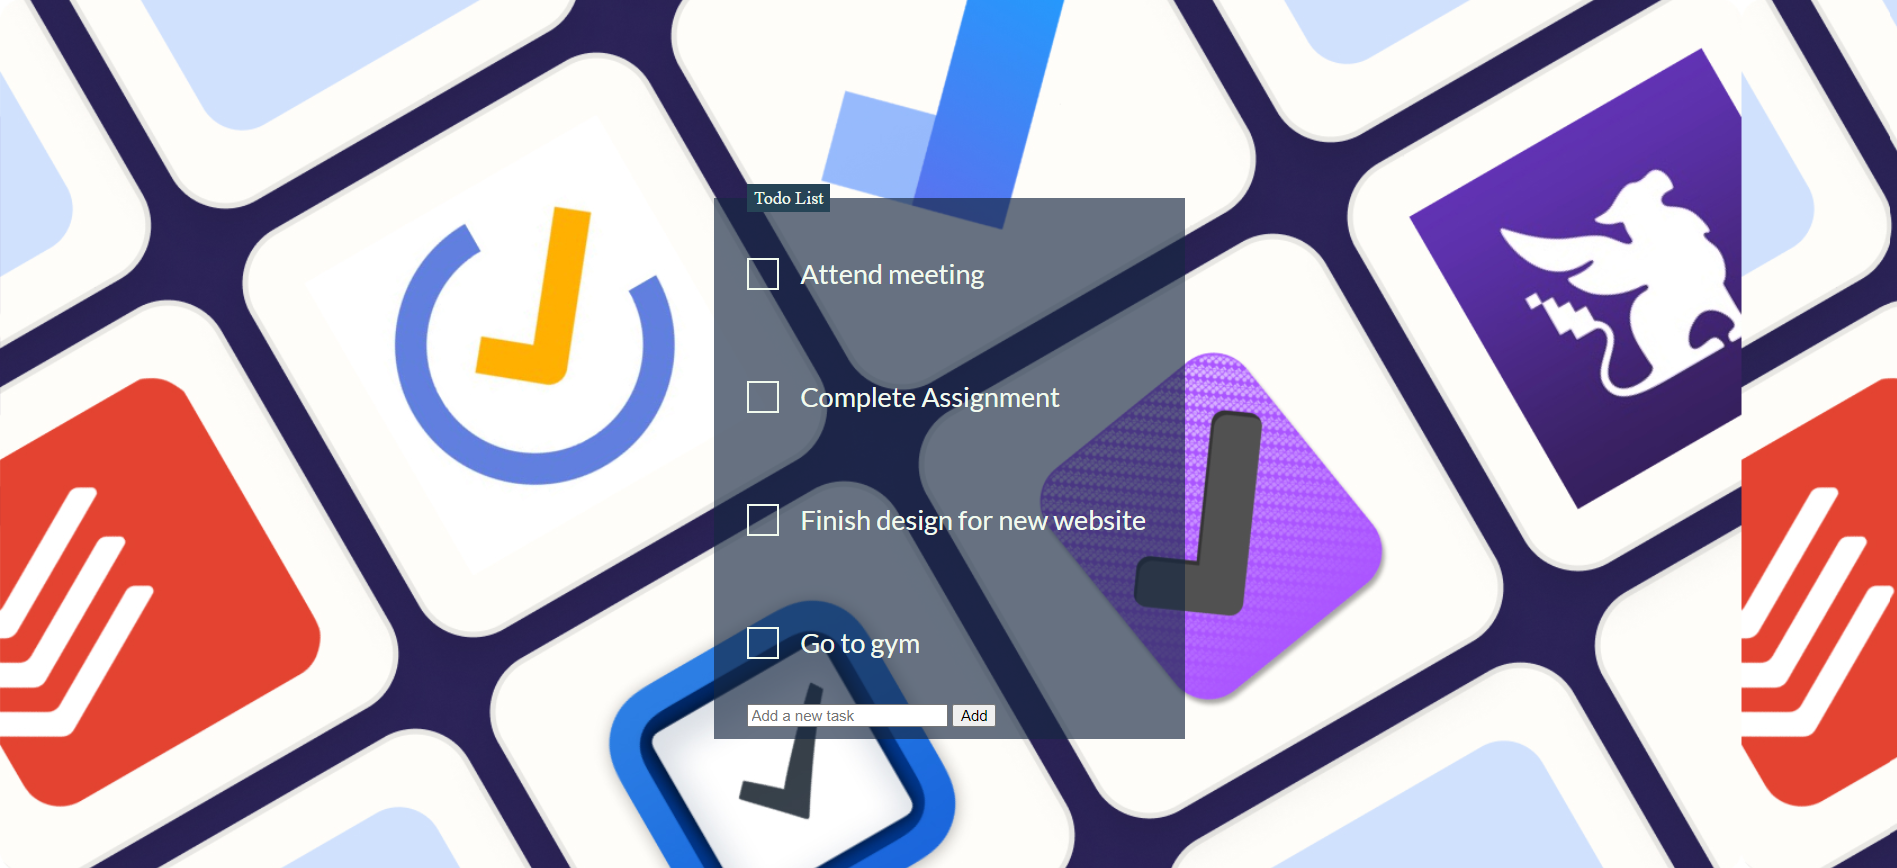 Todo List
Attend meeting
Complete Assignment
Finish design for new website
Go to gym
Add a new task Add